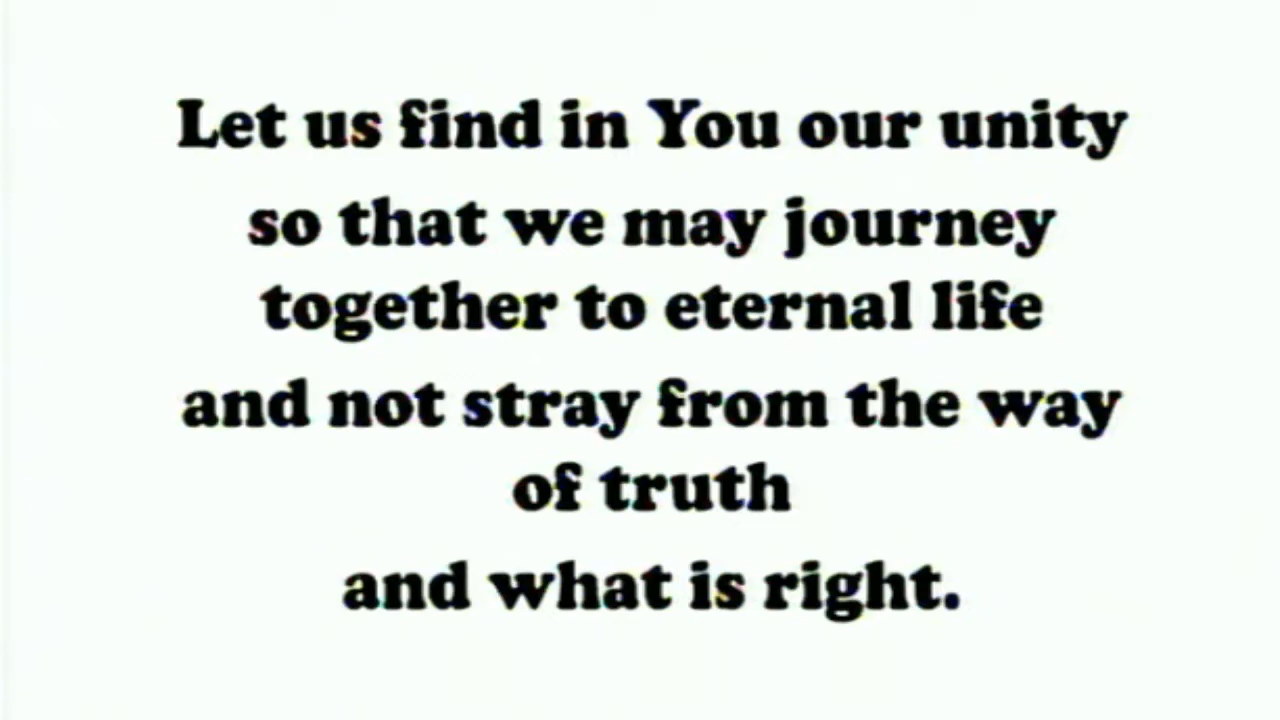 Let us find in You our unity
so that we may journey
together to eternal life
and not stray from the way
of truth
and what is right.